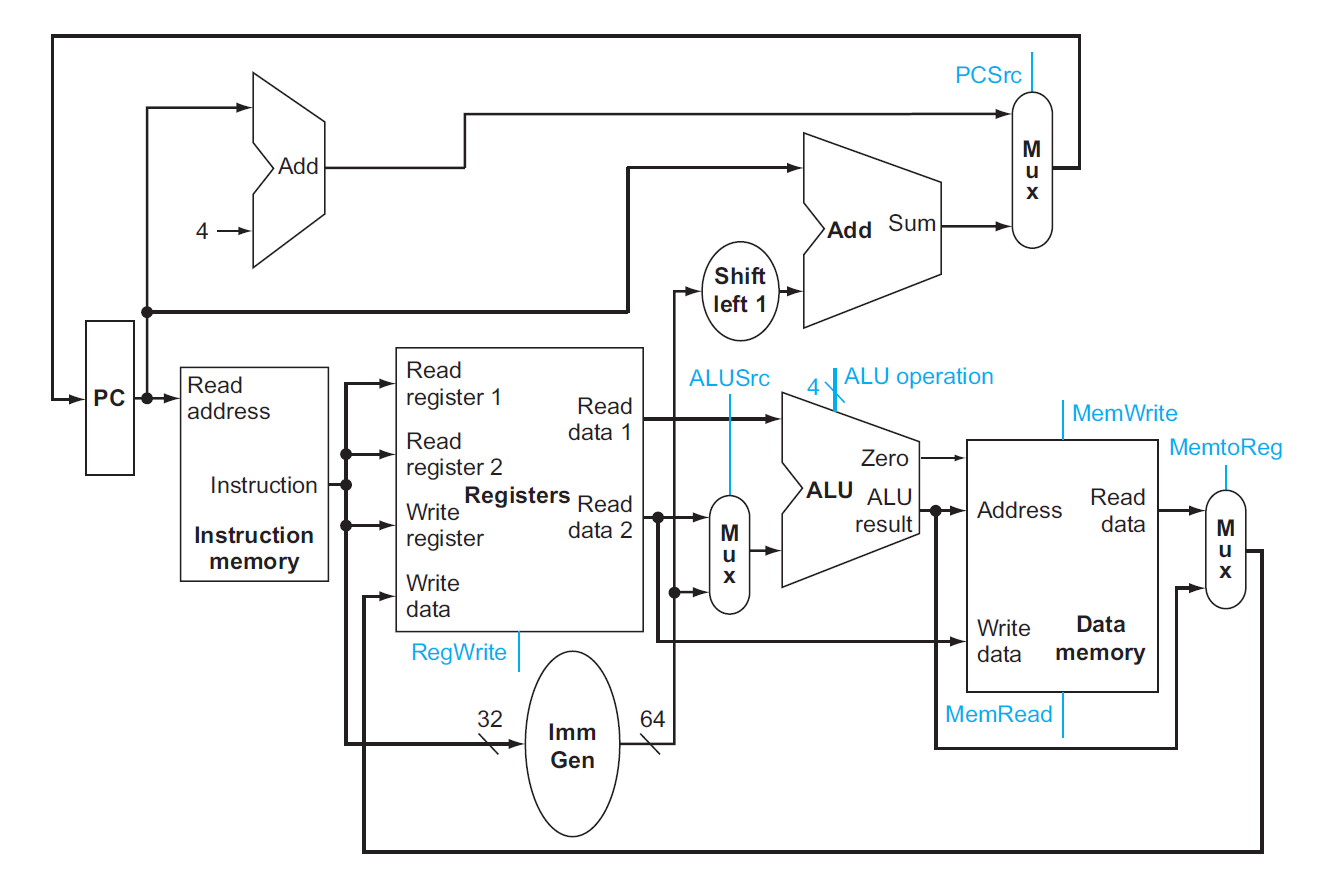 PCSrc
M
u
x
Add
4
Add Sum
Shift
left 1
PC
Read
address
Instruction
Instruction
memory
Read
register 1
Read
register 2
Write
register
Write
data
Registers
Read
data 1
Read
data 2
RegWrite
ALUSrc
M
u
x
4
ALU operation
Zero
ALU
ALU
result
MemWrite
Address
Read
data
Write
data
Data
memory
MemRead
MemtoReg
M
u
x
32
Imm
Gen
64